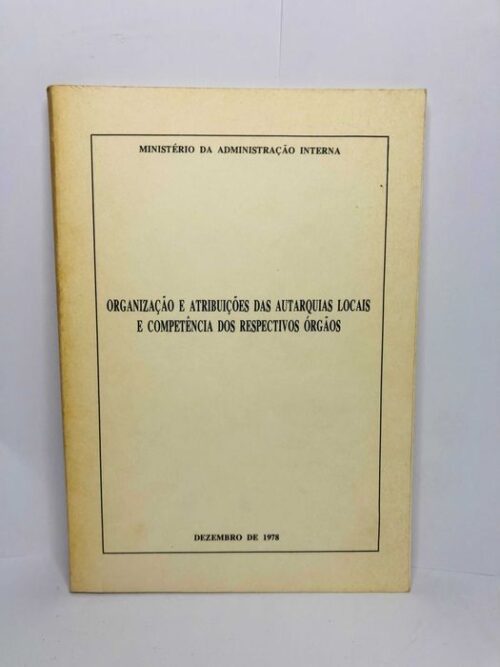 MINISTÉRIO DA ADMINISTRAÇÃO INTERNA
ORGANIZAÇÃO E ATRIBUIÇÕES DAS AUTARQUIAS LOCAIS
E COMPETÊNCIA DOS RESPECTIVOS ÓRGÃOS
DEZEMBRO DE 1978